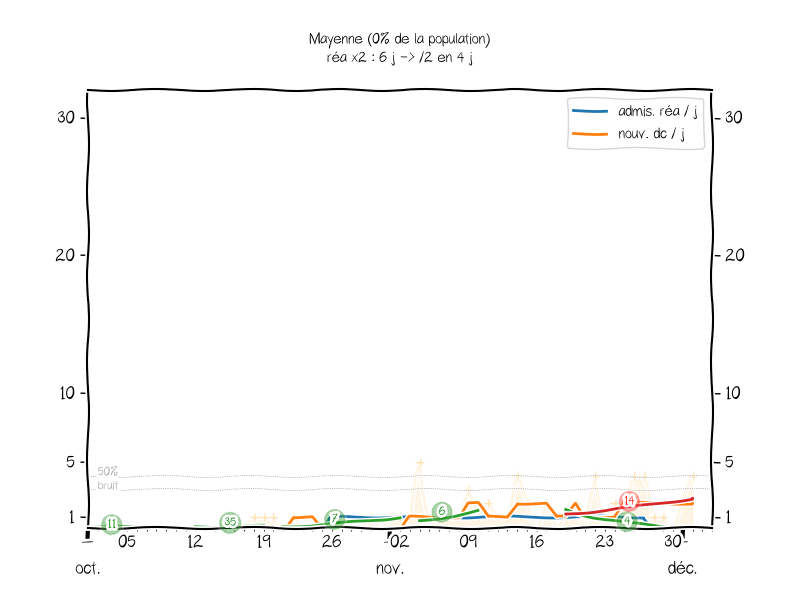 Mayenne (0% de la population)
réa x2 : 6 j -> /2 en 4 j
admis. réa / j
nouv. dc / j
30
30
20
20
10
10
5
5
50%
bruit
1
1
11
35
7
6
14
4
05 12 19 26 02 09 16 23 30
oct. nov. déc.